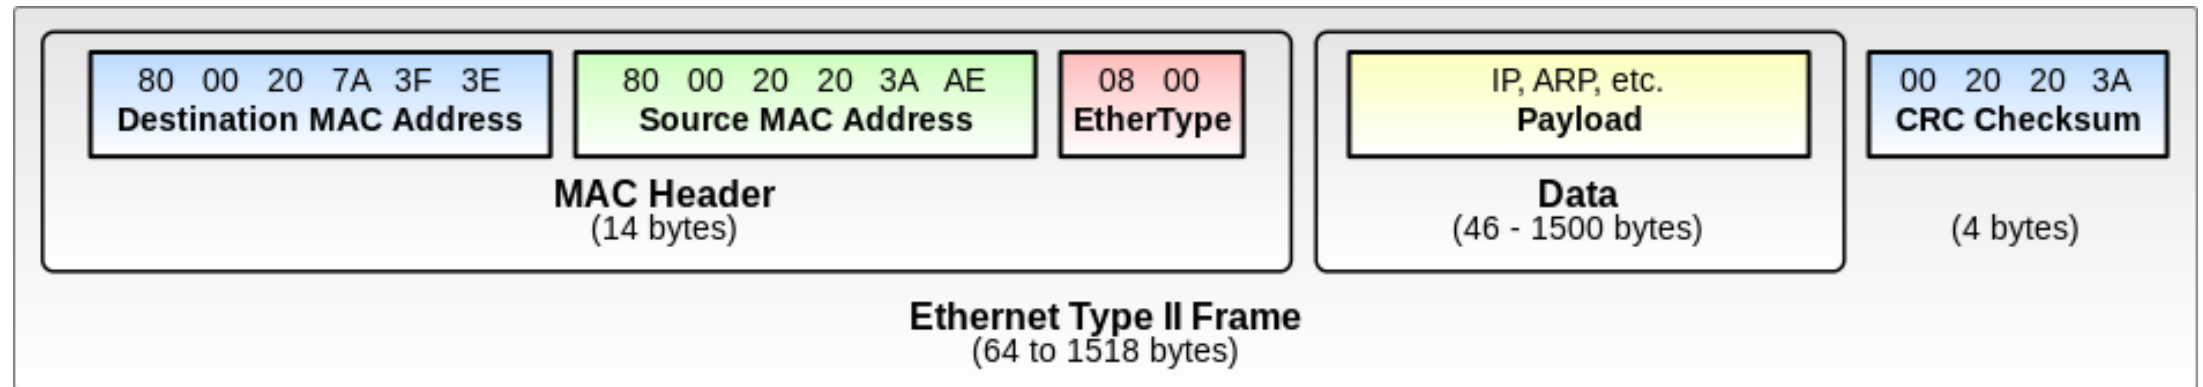 80 00 20 7A 3F 3E
Destination MAC Address
80 00 20 20 3A AE
Source MAC Address
08 00
EtherType
MAC Header
(14 bytes)
IP, ARP, etc.
Payload
Data
(46 - 1500 bytes)
00 20 20 3A
CRC Checksum
(4 bytes)
Ethernet Type II Frame
(64 to 1518 bytes)